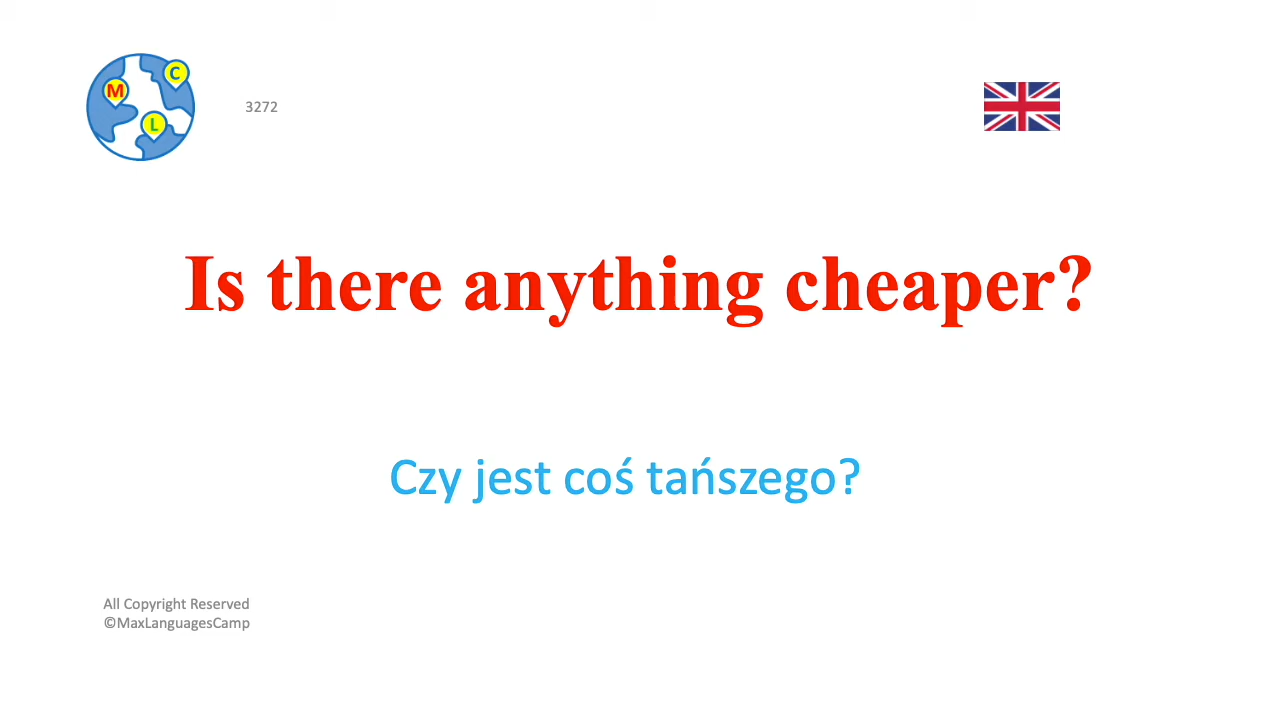 M
C
L
3272
Is there anything cheaper?
Czy jest coś tańszego?
All Copyright Reserved
©MaxLanguagesCamp